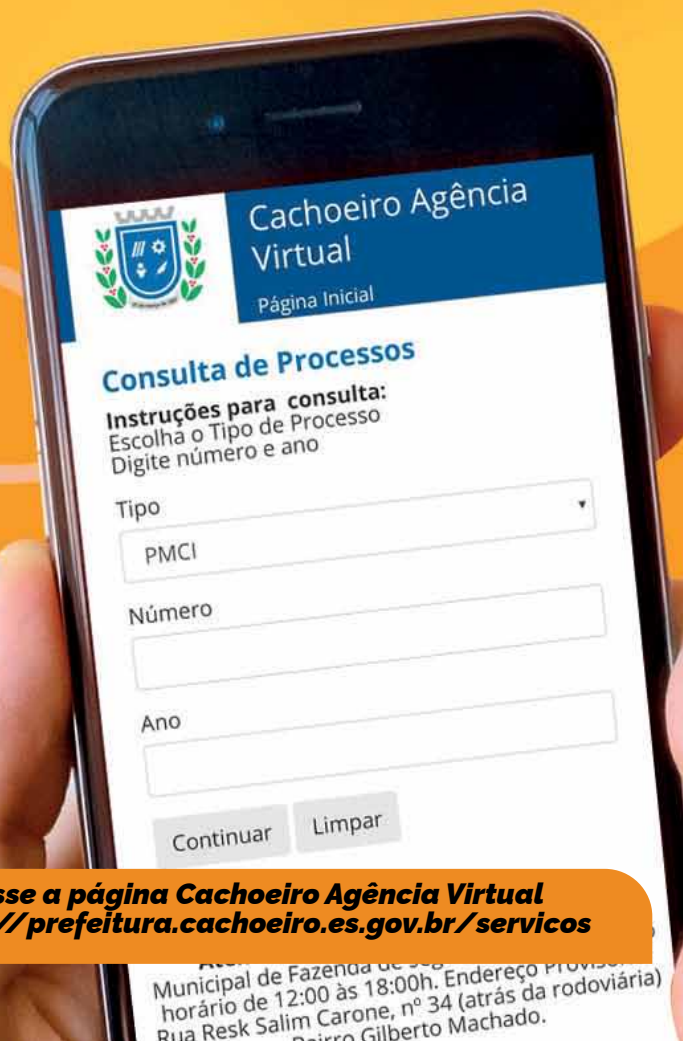 Cachoeiro Agência
Virtual
Página Inicial
Consulta de Processos
Instruções para consulta:
Escolha o Tipo de Processo
Digite número e ano
Tipo
PMCI
Número
Ano
Continuar Limpar
sse a página Cachoeiro Agência Virtual
//prefeitura.cachoeiro.es.gov.br/servicos
Municipal de Fazenda de
horário de 12:00 às 18:00h. Endereço
Rua Resk Salim Carone, nº 34 (atrás da rodoviária)
Bairro Gilberto Machado.